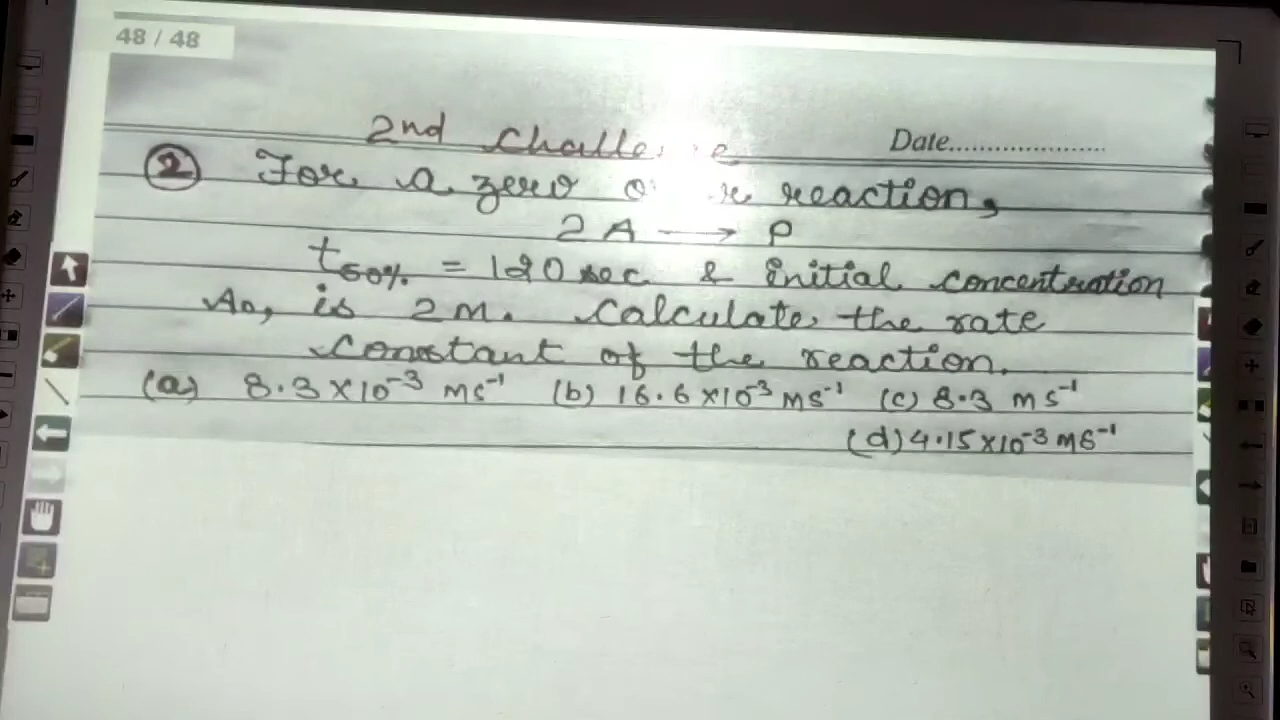 48 / 48
2nd Challe
Date.....................
② For a zero reaction,
2A → P
t50% = 120 sec & initial concentration
Ao, is 2M. Calculate the rate
constant of the reaction.
(a) 8.3 × 10⁻³ MS⁻¹ (b) 16.6 × 10⁻³ MS⁻¹ (c) 8.3 MS⁻¹
(d) 4.15 × 10⁻³ MS⁻¹